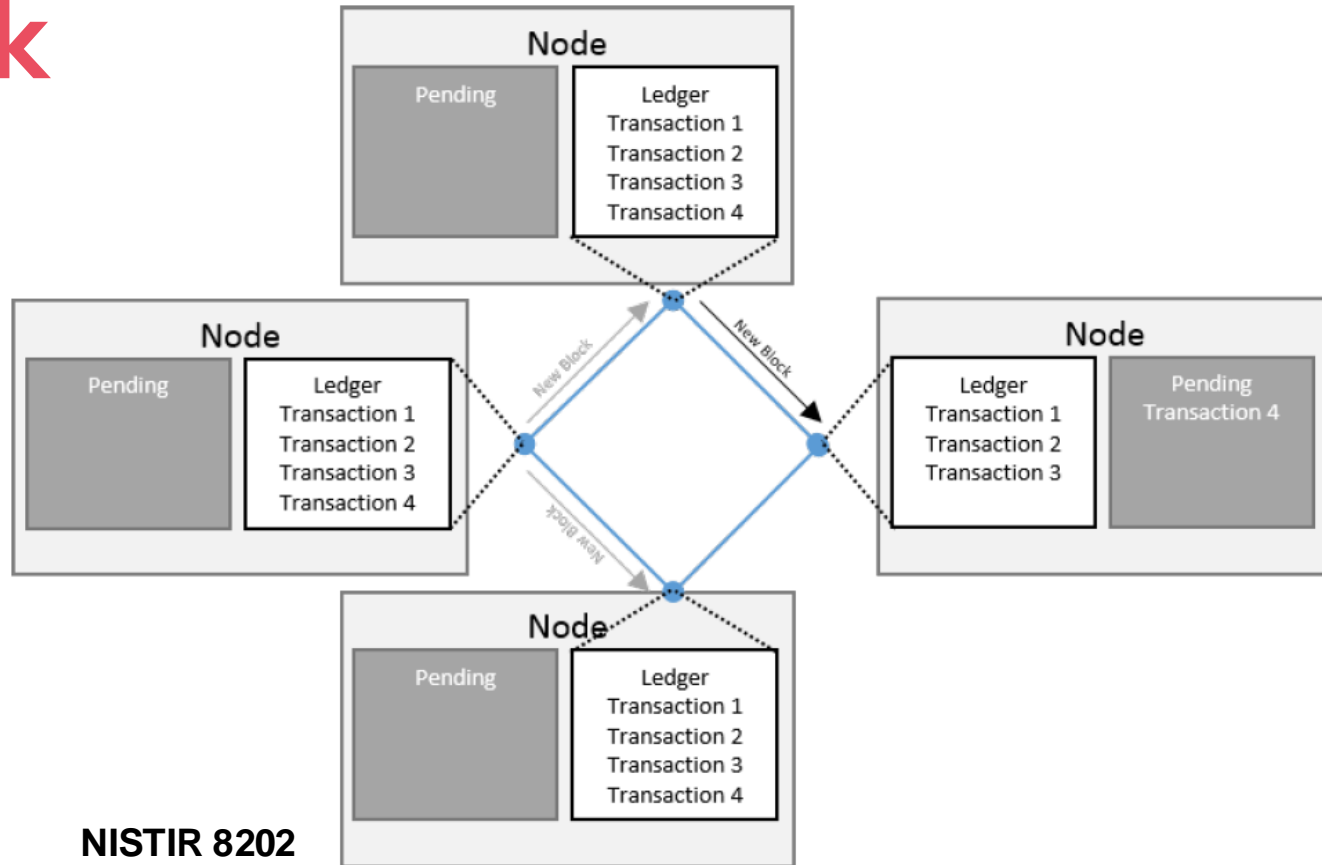 k
Node
Pending
Ledger
Transaction 1
Transaction 2
Transaction 3
Transaction 4
Node
Pending
Ledger
Transaction 1
Transaction 2
Transaction 3
Transaction 4
New Block
New Block
New Block
Node
Ledger
Transaction 1
Transaction 2
Transaction 3
Pending
Transaction 4
Node
Pending
Ledger
Transaction 1
Transaction 2
Transaction 3
Transaction 4
NISTIR 8202